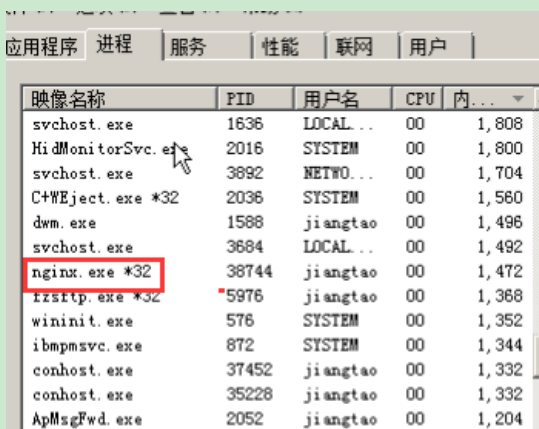 应用程序 进程 服务 性能 联网 用户
映像名称 PID 用户名 CPU 内...
svchost.exe 1636 LOCAL... 00 1,808
HidMonitorSvc.exe 2016 SYSTEM 00 1,800
svchost.exe 3892 NETWO... 00 1,704
C+WEject.exe *32 2036 SYSTEM 00 1,560
dwm.exe 1588 jiangtao 00 1,496
svchost.exe 3684 LOCAL... 00 1,492
nginx.exe *32 38744 jiangtao 00 1,472
fzsftp.exe *32 5976 jiangtao 00 1,368
wininit.exe 576 SYSTEM 00 1,352
ibmpmsvc.exe 872 SYSTEM 00 1,344
conhost.exe 37452 jiangtao 00 1,332
conhost.exe 35228 jiangtao 00 1,332
ApMsgFwd.exe 2052 jiangtao 00 1,204